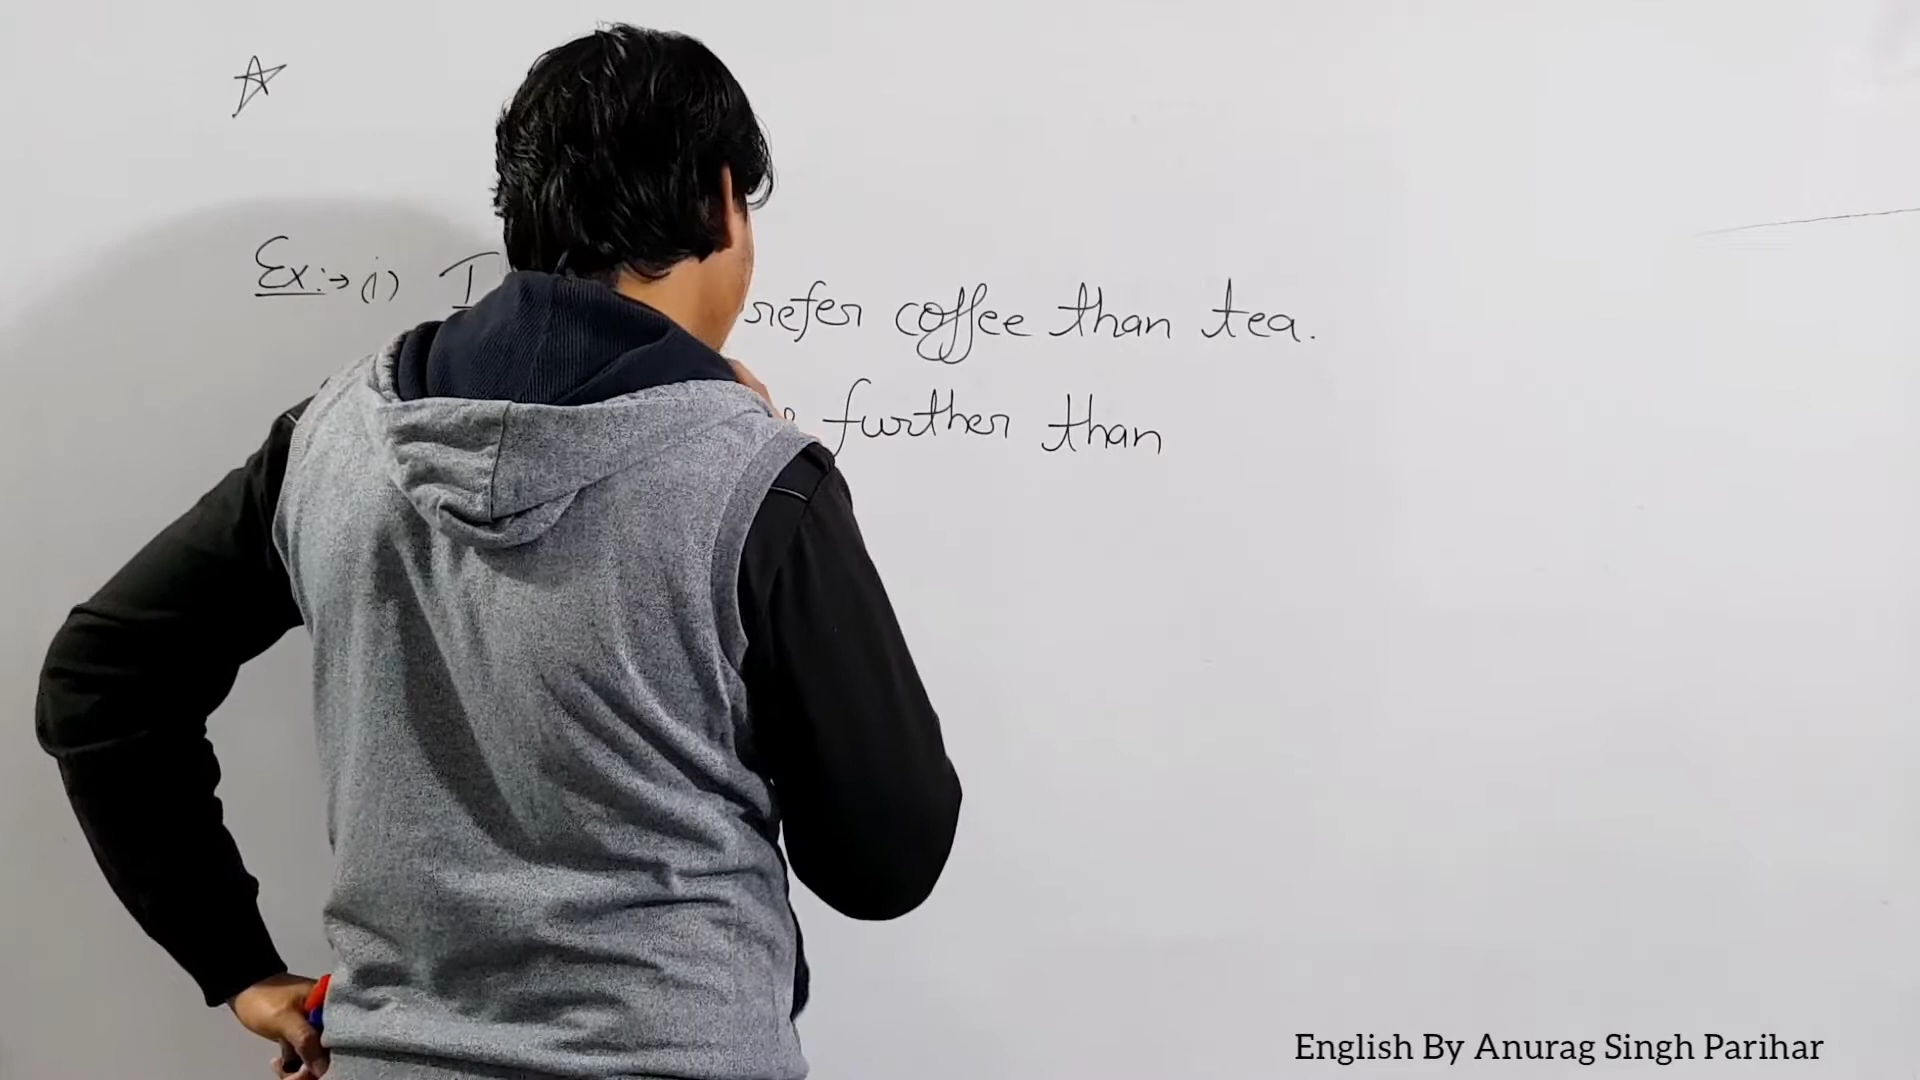 Ex:→ (i) I refer coffee than tea.
further than
English By Anurag Singh Parihar